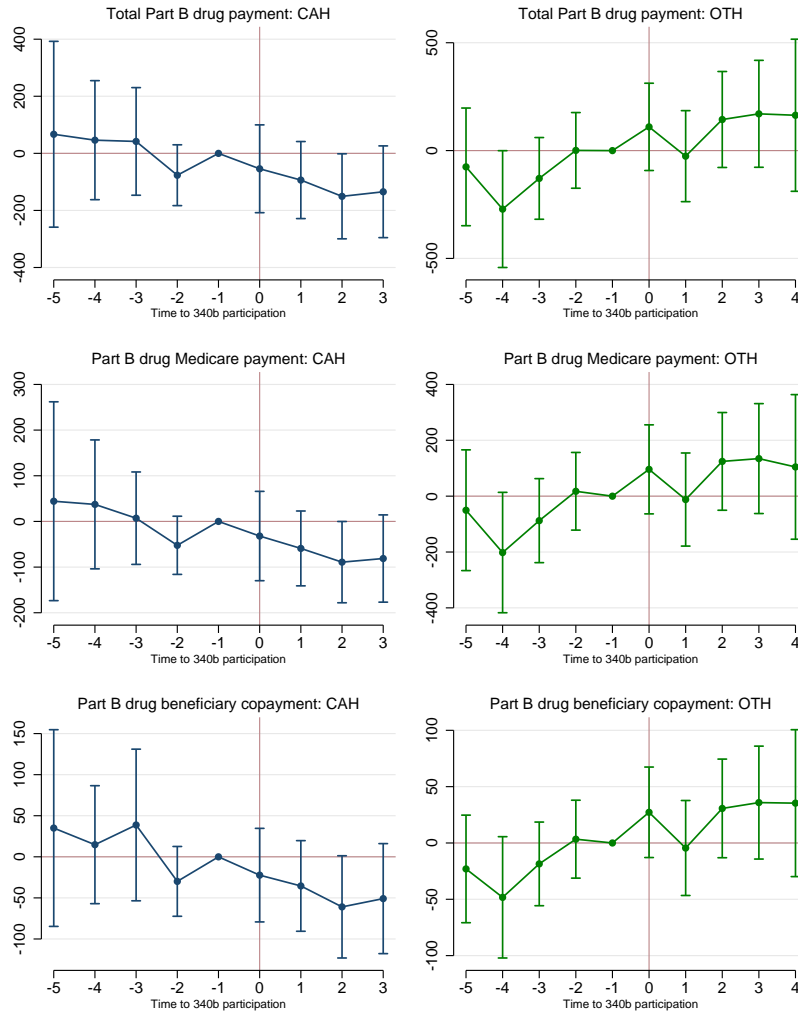 Total Part B drug payment: CAH
400
200
0
-200
-400
-5 -4 -3 -2 -1 0 1 2 3
Time to 340b participation
Total Part B drug payment: OTH
500
0
-500
-5 -4 -3 -2 -1 0 1 2 3 4
Time to 340b participation
Part B drug Medicare payment: CAH
300
200
100
0
-100
-200
-5 -4 -3 -2 -1 0 1 2 3
Time to 340b participation
Part B drug Medicare payment: OTH
400
200
0
-200
-400
-5 -4 -3 -2 -1 0 1 2 3 4
Time to 340b participation
Part B drug beneficiary copayment: CAH
150
100
50
0
-50
-100
-5 -4 -3 -2 -1 0 1 2 3
Time to 340b participation
Part B drug beneficiary copayment: OTH
100
50
0
-50
-100
-5 -4 -3 -2 -1 0 1 2 3 4
Time to 340b participation